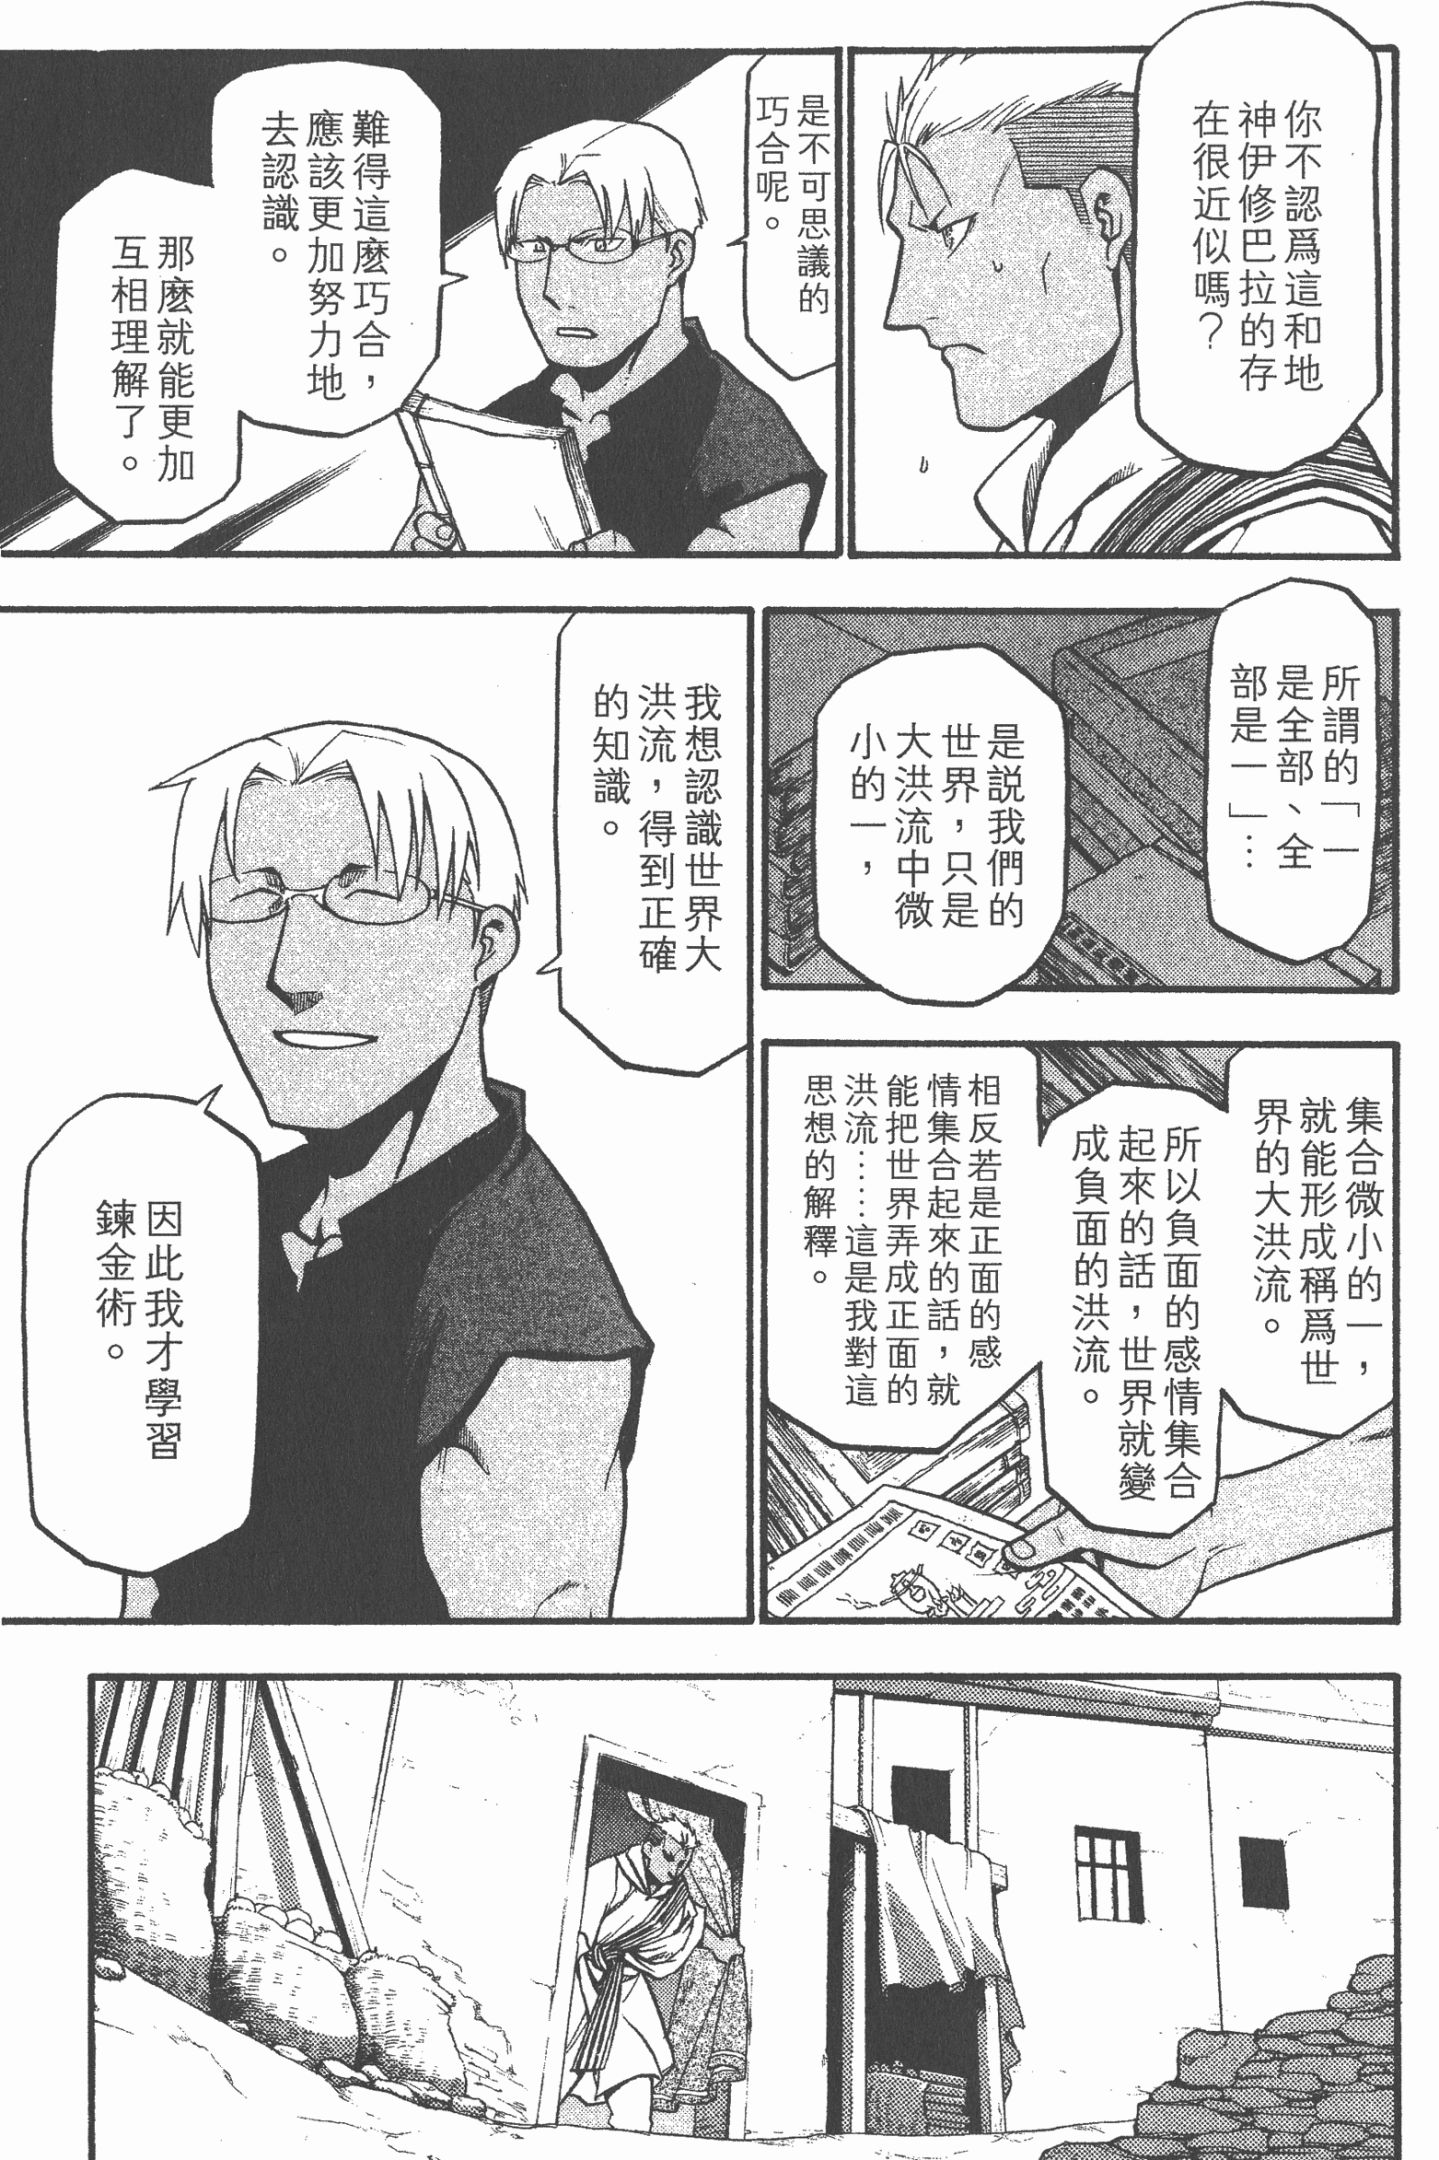 你不認爲這和地
神伊修巴拉的存
在很近似嗎？
是不可思議的
巧合呢。
難得這麽巧合，
應該更加努力地
去認識。
那麽就能更加
互相理解了。
所謂的「一
是全部、全
部是一」…
是説我們的
世界，只是
大洪流中微
小的一，
集合微小的一，
就能形成稱爲世
界的大洪流。
所以負面的感情集合
起來的話，世界就變
成負面的洪流。
相反若是正面的感
情集合起來的話，就
能把世界弄成正面的
洪流……這是我對這
思想的解釋。
我想認識世界大
洪流，得到正確
的知識。
因此我才學習
鍊金術。